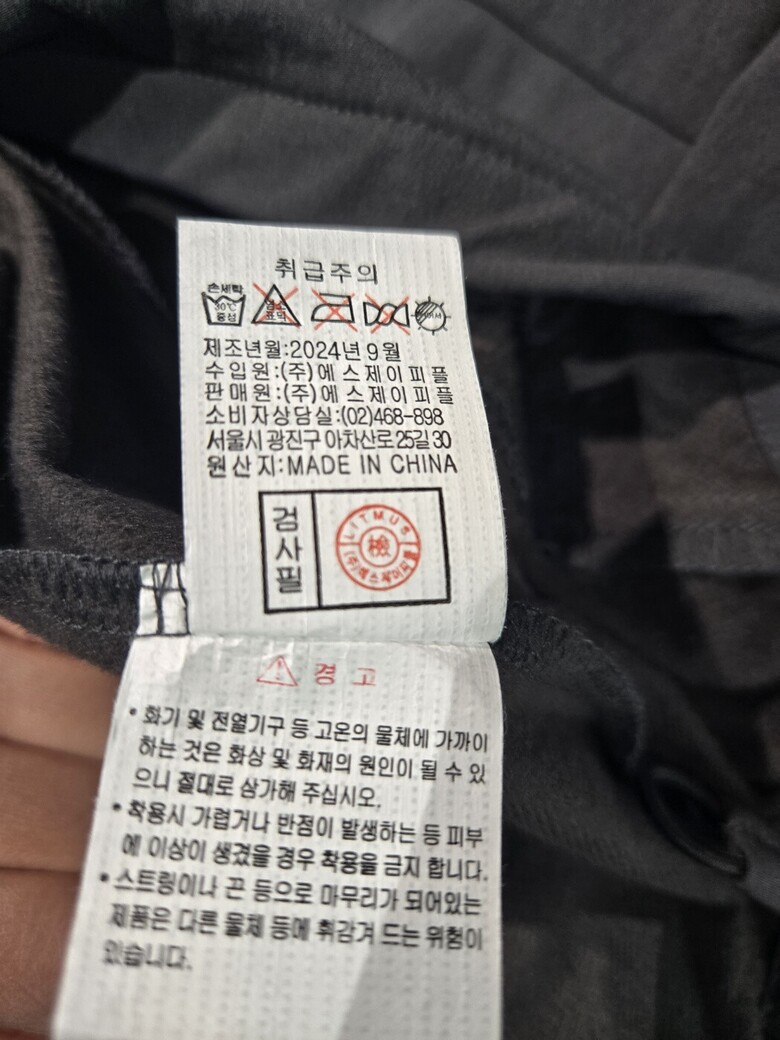 취급주의
손세탁
30℃
중성
염소
표백
제조년월:2024년 9월
수입원:(주)에스제이피플
판매원:(주)에스제이피플
소비자상담실:(02)468-898
서울시 광진구 아차산로25길 30
원산지:MADE IN CHINA
검사필
LITMUS
檢
(주)에스제이피플
경고
• 화기 및 전열기구 등 고온의 물체에 가까이
하는 것은 화상 및 화재의 원인이 될 수 있
으니 절대로 삼가해 주십시오.
• 착용시 가렵거나 반점이 발생하는 등 피부
에 이상이 생겼을 경우 착용을 금지 합니다.
• 스트링이나 끈 등으로 마무리가 되어있는
제품은 다른 물체 등에 휘감겨 드는 위험이
있습니다.